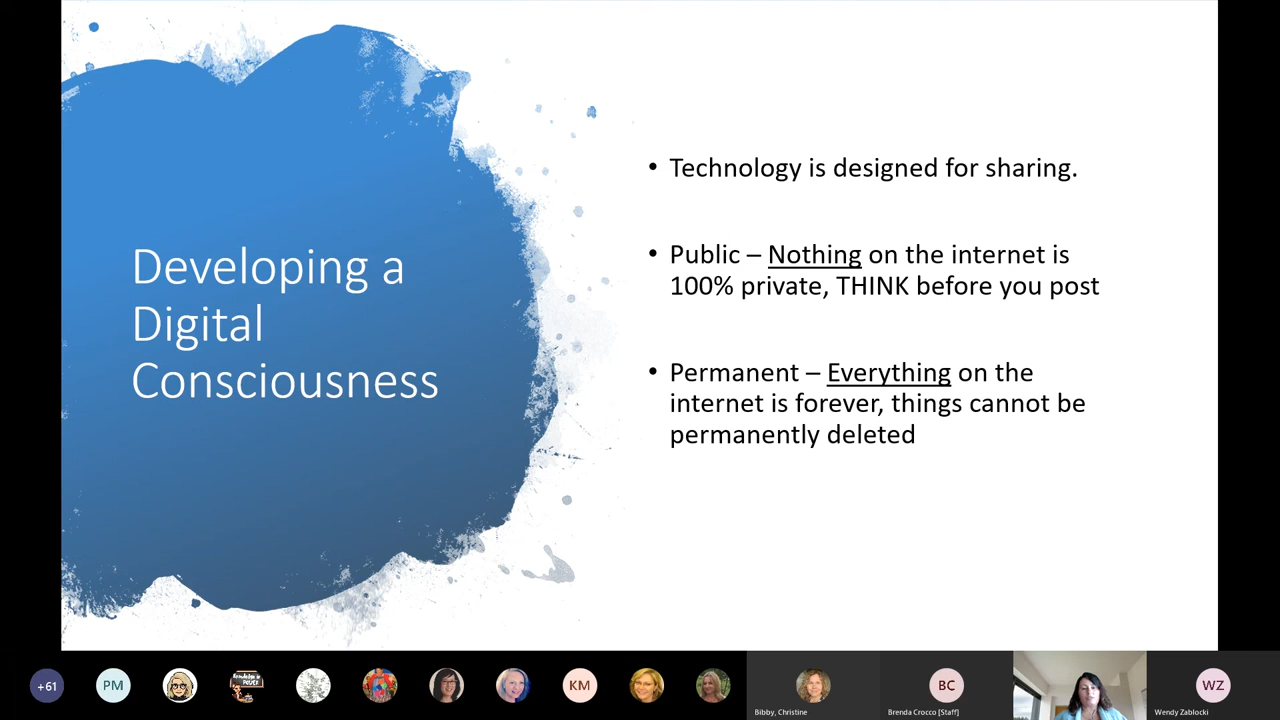 Developing a
Digital
Consciousness
• Technology is designed for sharing.
• Public – Nothing on the internet is
100% private, THINK before you post
• Permanent – Everything on the
internet is forever, things cannot be
permanently deleted
+61
PM
KM
BC
WZ
Bibby, Christine
Brenda Crocco [Staff]
Wendy Zablocki